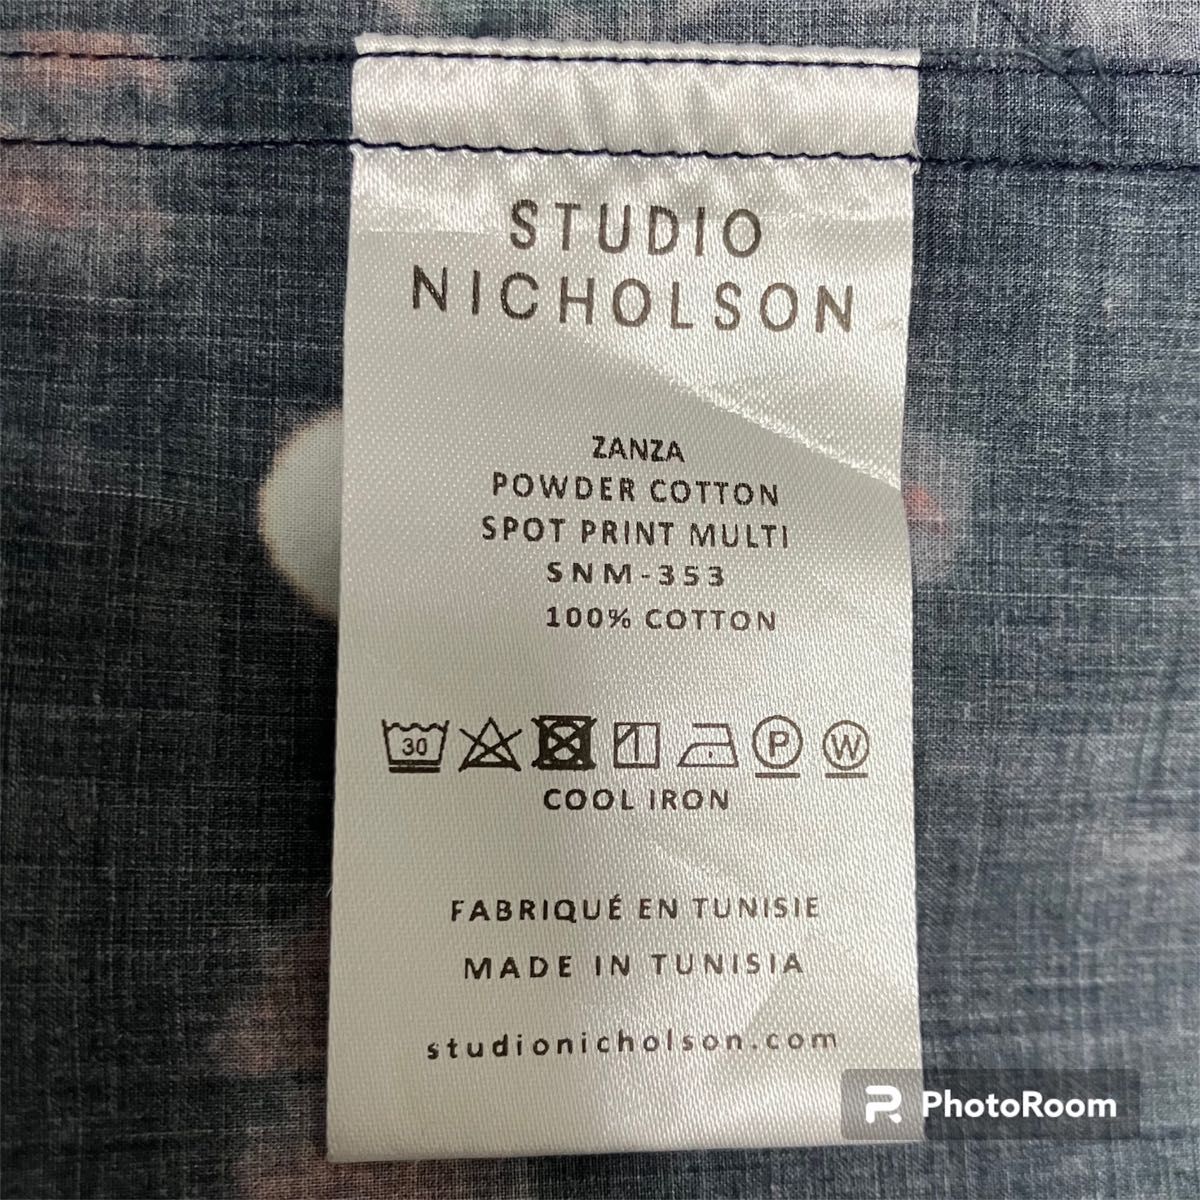 STUDIO
NICHOLSON
ZANZA
POWDER COTTON
SPOT PRINT MULTI
SNM-353
100% COTTON
30 P W
COOL IRON
FABRIQUÉ EN TUNISIE
MADE IN TUNISIA
studionicholson.com
PhotoRoom